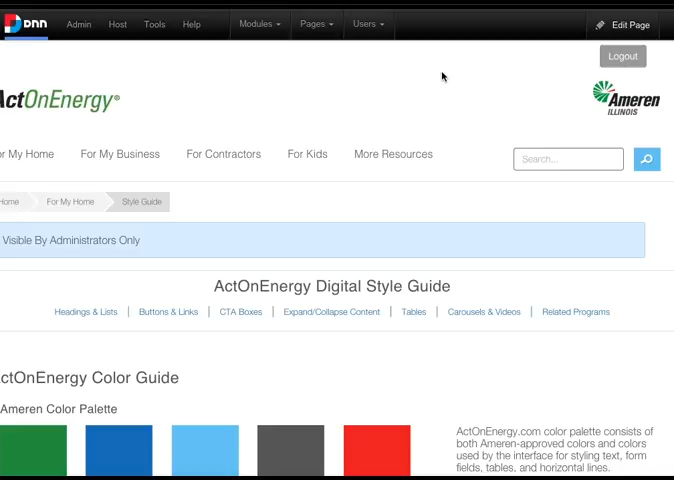 DNN Admin Host Tools Help Modules Pages Users Edit Page
Logout
ActOnEnergy®
Ameren
ILLINOIS
or My Home For My Business For Contractors For Kids More Resources
Search...
Home For My Home Style Guide
Visible By Administrators Only
ActOnEnergy Digital Style Guide
Headings & Lists | Buttons & Links | CTA Boxes | Expand/Collapse Content | Tables | Carousels & Videos | Related Programs
ctOnEnergy Color Guide
Ameren Color Palette
ActOnEnergy.com color palette consists of
both Ameren-approved colors and colors
used by the interface for styling text, form
fields, tables, and horizontal lines.